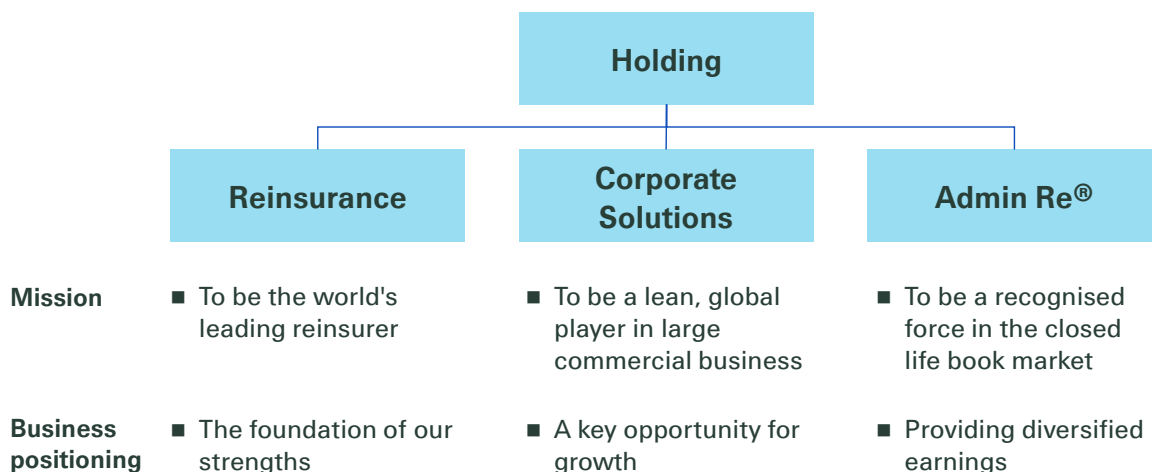 Holding
Reinsurance
Corporate
Solutions
Admin Re®
Mission
■ To be the world's
leading reinsurer
■ To be a lean, global
player in large
commercial business
■ To be a recognised
force in the closed
life book market
Business
positioning
■ The foundation of our
strengths
■ A key opportunity for
growth
■ Providing diversified
earnings